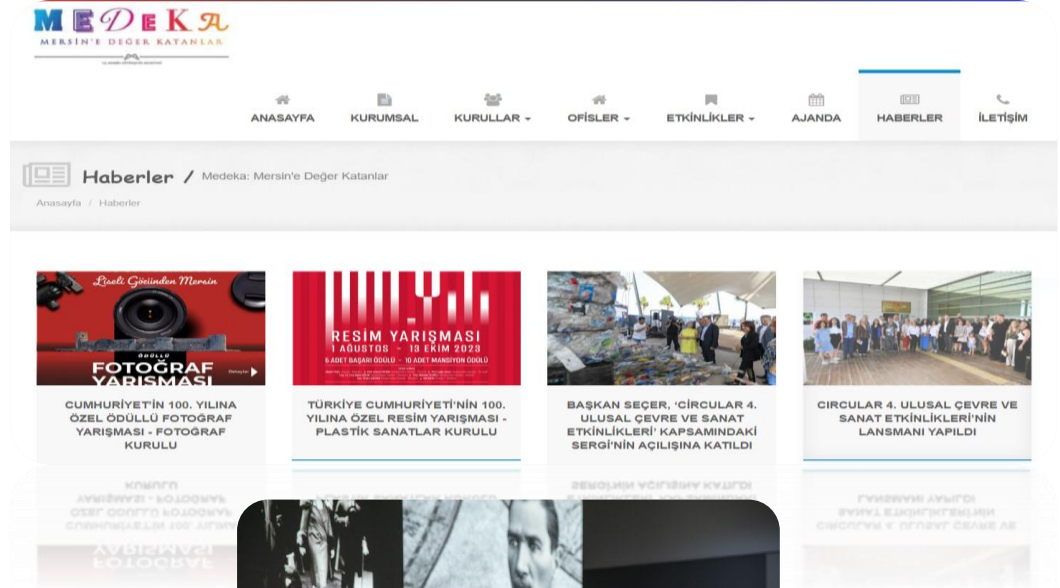 MEDEKA
MERSİN'E DEĞER KATANLAR
ANASAYFA
KURUMSAL
KURULLAR
OFİSLER
ETKİNLİKLER
AJANDA
HABERLER
İLETİŞİM
Haberler / Medeka: Mersin'e Değer Katanlar
Anasayfa / Haberler
Liseli Gözünden Mersin
ÖDÜLLÜ
FOTOĞRAF
YARIŞMASI
Detaylar
RESİM YARIŞMASI
1 AĞUSTOS - 13 EKİM 2023
6 ADET BAŞARI ÖDÜLÜ - 10 ADET MANSİYON ÖDÜLÜ
CUMHURİYET'İN 100. YILINA
ÖZEL ÖDÜLLÜ FOTOĞRAF
YARIŞMASI - FOTOĞRAF
KURULU
TÜRKİYE CUMHURİYETİ'NİN 100.
YILINA ÖZEL RESİM YARIŞMASI -
PLASTİK SANATLAR KURULU
BAŞKAN SEÇER, ‘CİRCULAR 4.
ULUSAL ÇEVRE VE SANAT
ETKİNLİKLERİ’ KAPSAMINDAKİ
SERGİ'NİN AÇILIŞINA KATILDI
CIRCULAR 4. ULUSAL ÇEVRE VE
SANAT ETKİNLİKLERİ'NİN
LANSMANI YAPILDI